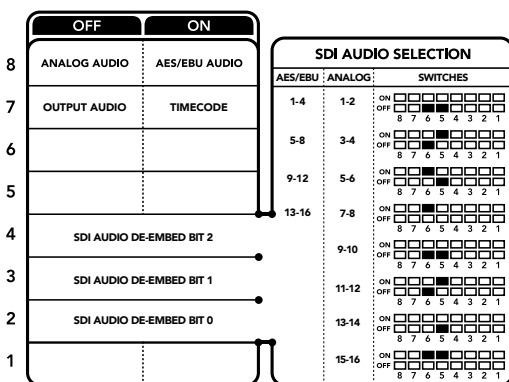 OFF ON
8 ANALOG AUDIO AES/EBU AUDIO
7 OUTPUT AUDIO TIMECODE
6
5
4 SDI AUDIO DE-EMBED BIT 2
3 SDI AUDIO DE-EMBED BIT 1
2 SDI AUDIO DE-EMBED BIT 0
1
SDI AUDIO SELECTION
AES/EBU ANALOG SWITCHES
1-4 1-2 ON
OFF
8 7 6 5 4 3 2 1
5-8 3-4 ON
OFF
8 7 6 5 4 3 2 1
9-12 5-6 ON
OFF
8 7 6 5 4 3 2 1
13-16 7-8 ON
OFF
8 7 6 5 4 3 2 1
9-10 ON
OFF
8 7 6 5 4 3 2 1
11-12 ON
OFF
8 7 6 5 4 3 2 1
13-14 ON
OFF
8 7 6 5 4 3 2 1
15-16 ON
OFF
8 7 6 5 4 3 2 1